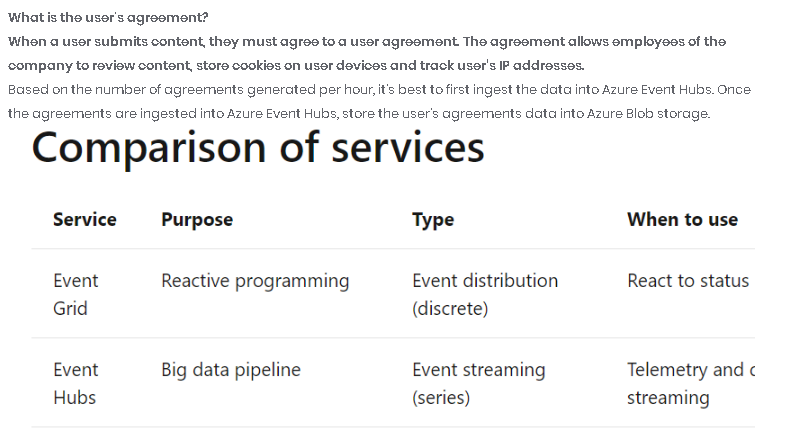 What is the user's agreement?
When a user submits content, they must agree to a user agreement. The agreement allows employees of the
company to review content, store cookies on user devices and track user's IP addresses.
Based on the number of agreements generated per hour, it's best to first ingest the data into Azure Event Hubs. Once
the agreements are ingested into Azure Event Hubs, store the user's agreements data into Azure Blob storage.
Comparison of services
Service Purpose Type When to use
Event Reactive programming Event distribution React to status
Grid (discrete)
Event Big data pipeline Event streaming Telemetry and
Hubs (series) streaming